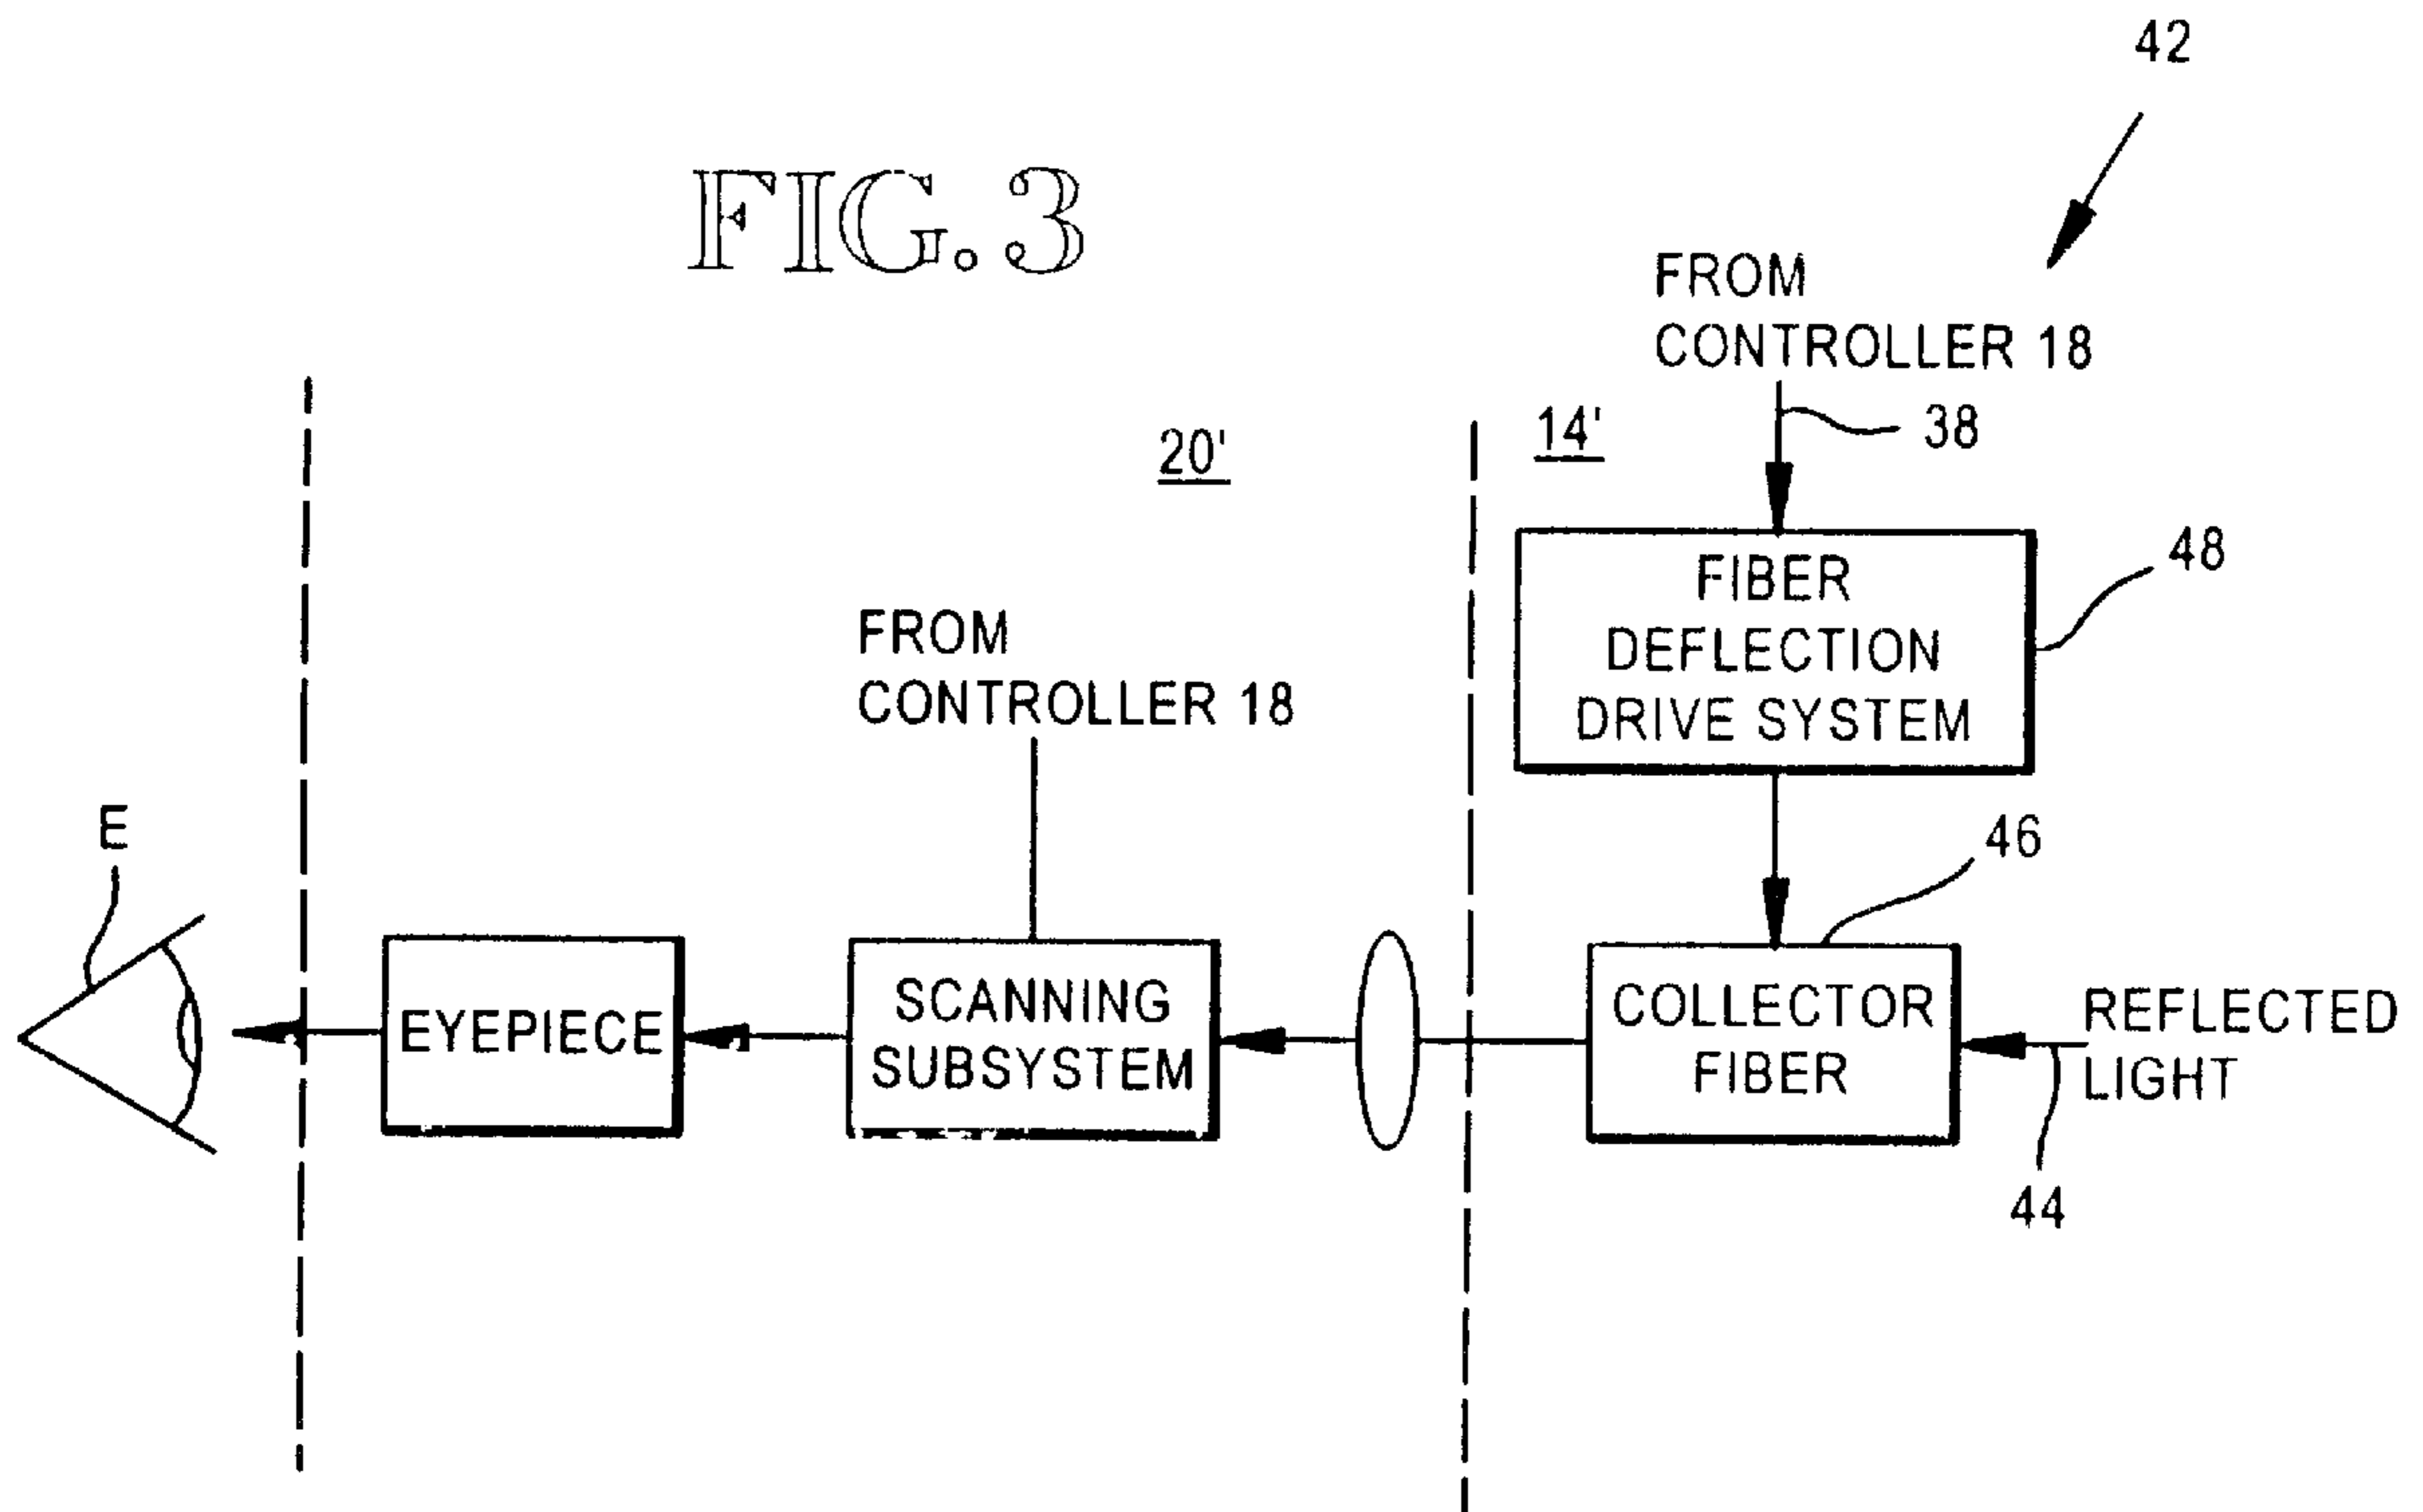 42
FIG. 3
FROM
CONTROLLER 18
38
14'
20'
FIBER
DEFLECTION
DRIVE SYSTEM
48
FROM
CONTROLLER 18
E
46
EYEPIECE
SCANNING
SUBSYSTEM
COLLECTOR
FIBER
REFLECTED
LIGHT
44